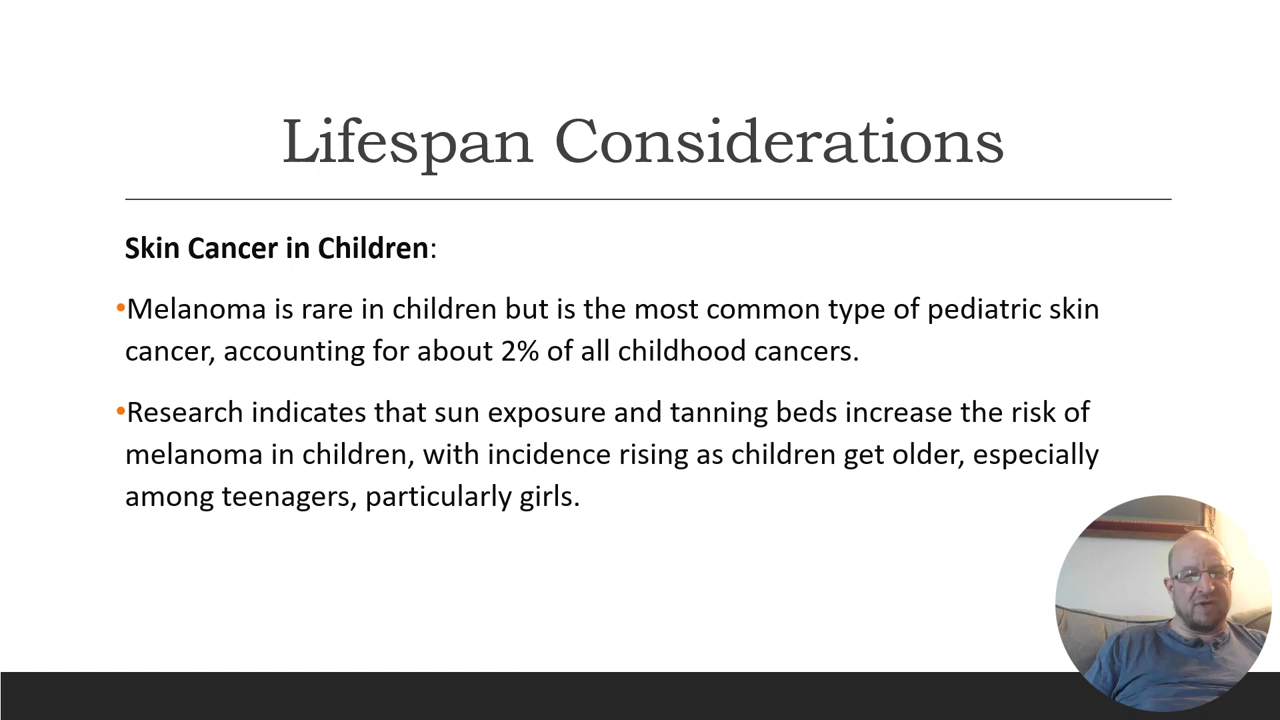 Lifespan Considerations
Skin Cancer in Children:
•Melanoma is rare in children but is the most common type of pediatric skin
cancer, accounting for about 2% of all childhood cancers.
•Research indicates that sun exposure and tanning beds increase the risk of
melanoma in children, with incidence rising as children get older, especially
among teenagers, particularly girls.